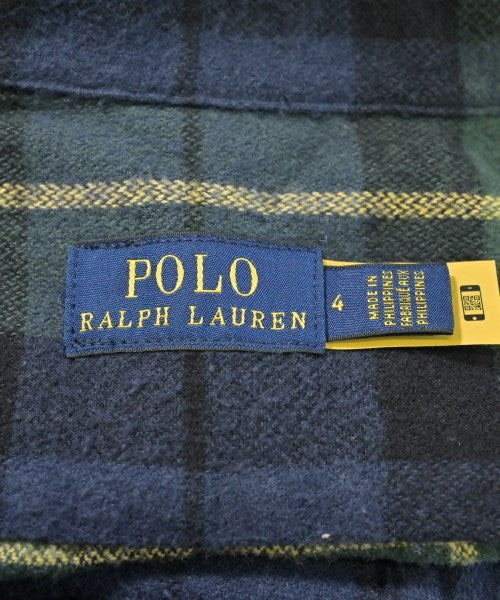 POLO
RALPH LAUREN
4
MADE IN
PHILIPPINES
FABRIQUÉ AUX
PHILIPPINES